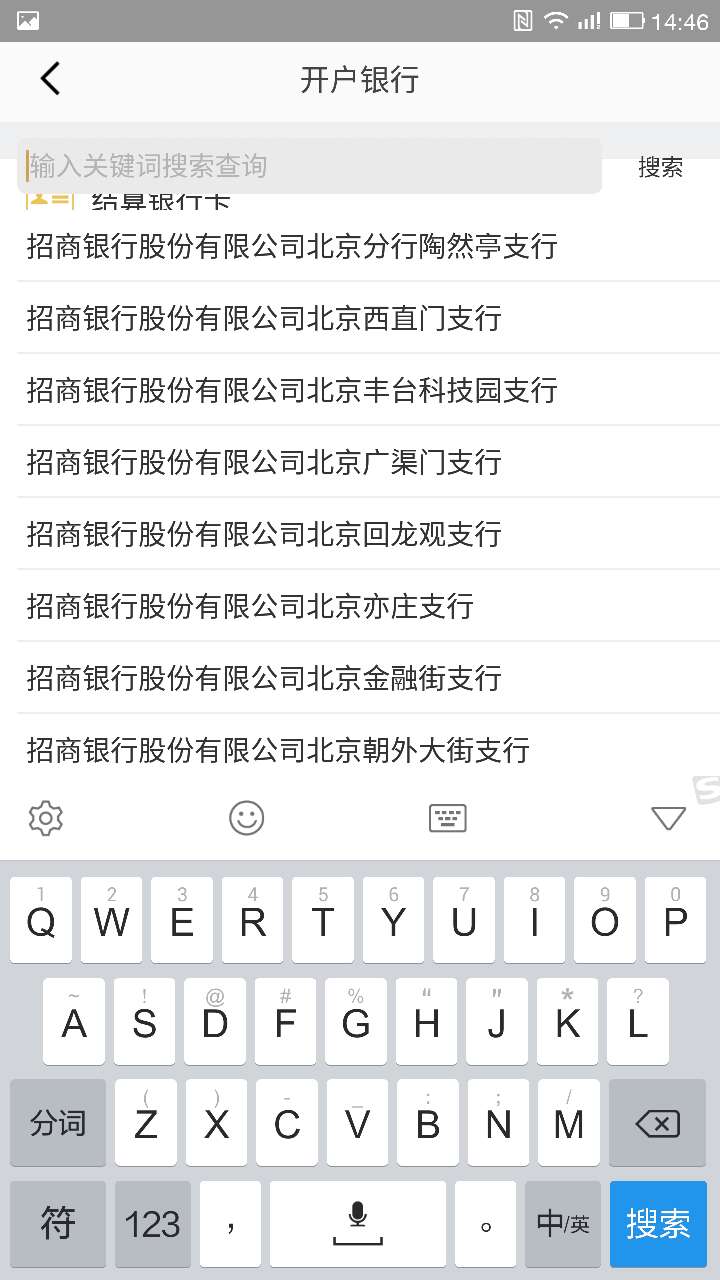 14:46
开户银行
输入关键词搜索查询 搜索
结算银行卡
招商银行股份有限公司北京分行陶然亭支行
招商银行股份有限公司北京西直门支行
招商银行股份有限公司北京丰台科技园支行
招商银行股份有限公司北京广渠门支行
招商银行股份有限公司北京回龙观支行
招商银行股份有限公司北京亦庄支行
招商银行股份有限公司北京金融街支行
招商银行股份有限公司北京朝外大街支行
S
1 2 3 4 5 6 7 8 9 0
Q W E R T Y U I O P
~ ! @ # % “ ” * ?
A S D F G H J K L
( ) - _ : ; /
分词 Z X C V B N M
符 123 , 。 中/英 搜索